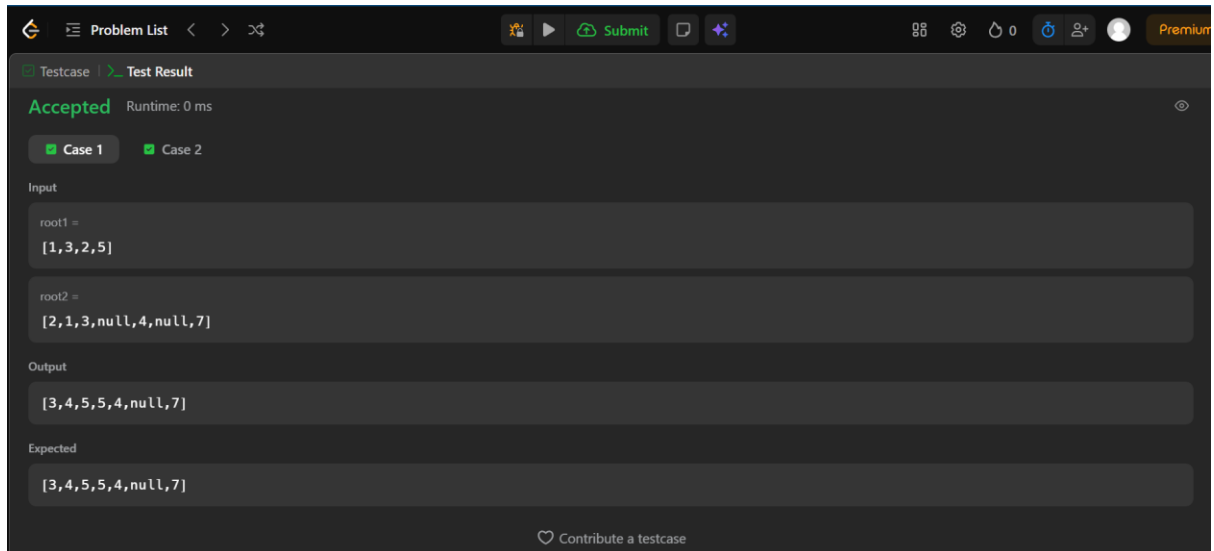 Problem List
Submit
0
Premium
Testcase
Test Result
Accepted Runtime: 0 ms
Case 1 Case 2
Input
root1 =
[1,3,2,5]
root2 =
[2,1,3,null,4,null,7]
Output
[3,4,5,5,4,null,7]
Expected
[3,4,5,5,4,null,7]
Contribute a testcase